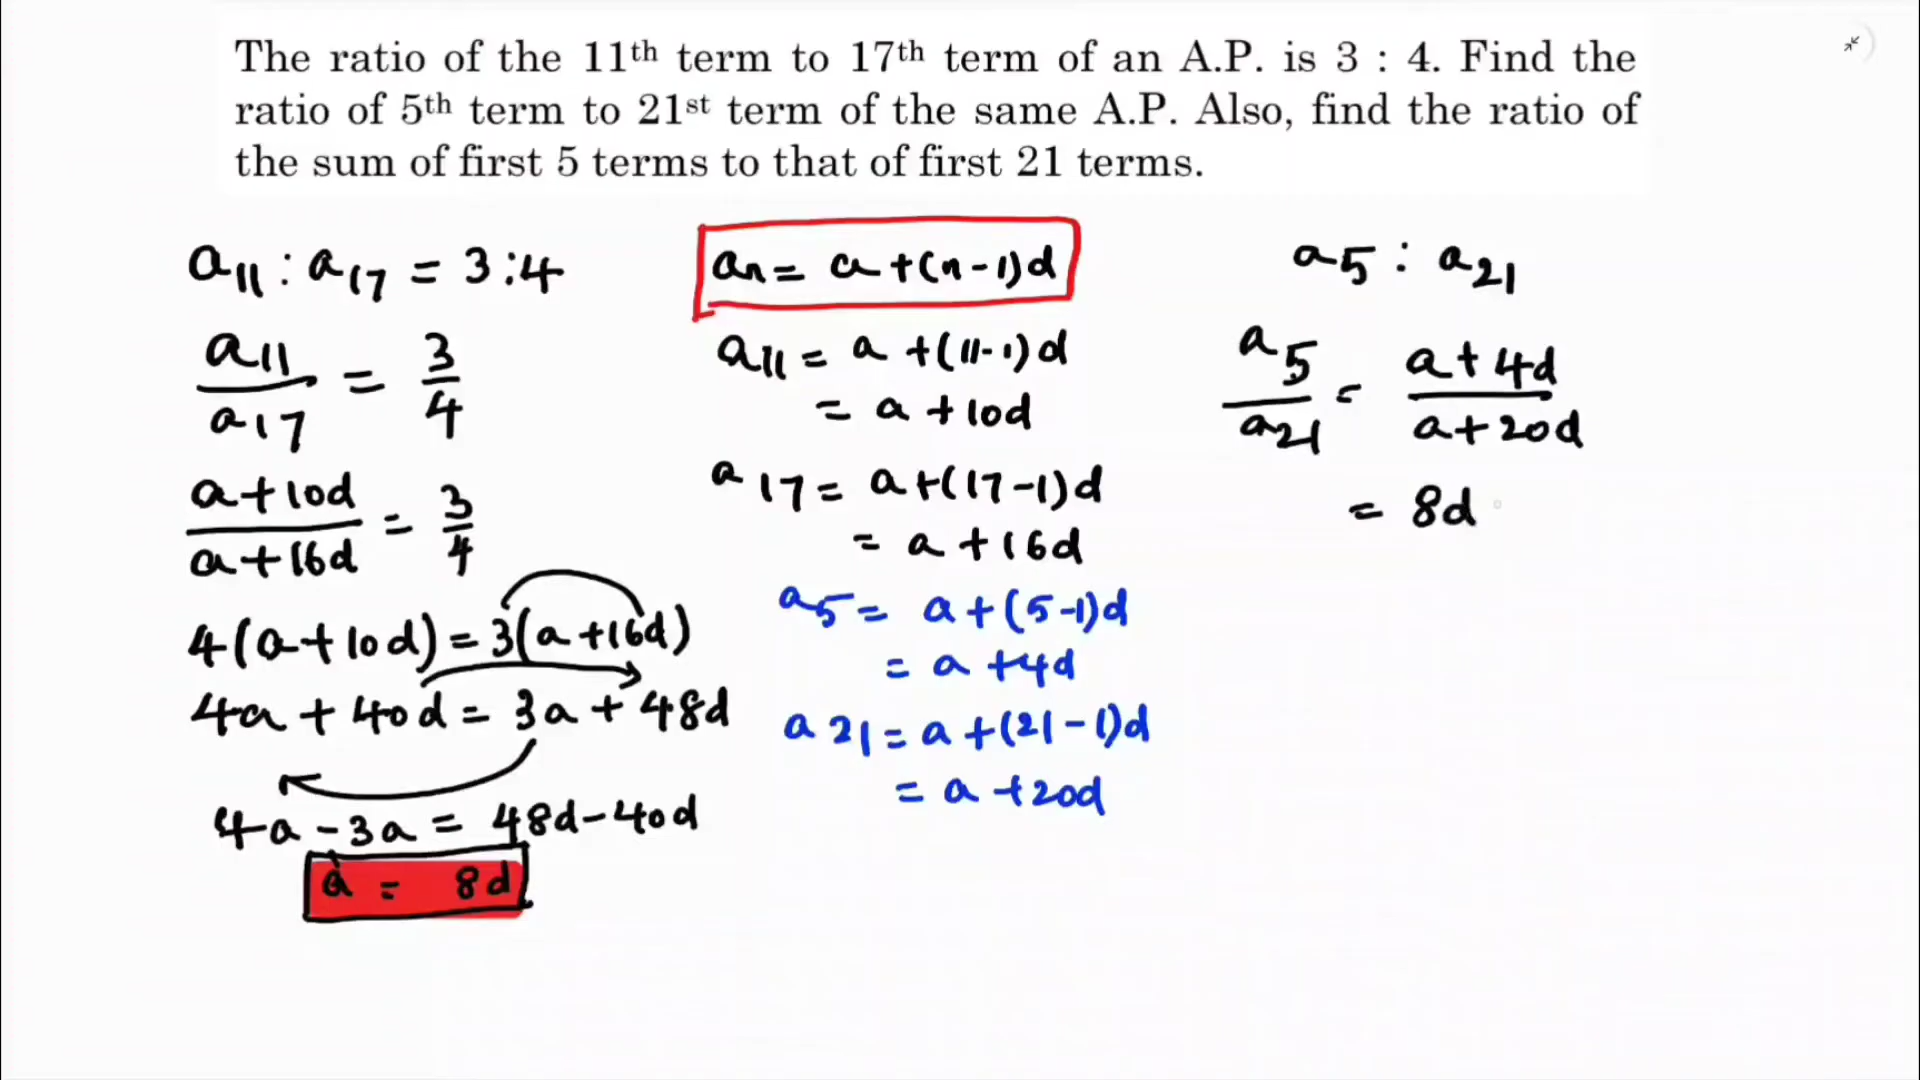 The ratio of the 11th term to 17th term of an A.P. is 3 : 4. Find the
ratio of 5th term to 21st term of the same A.P. Also, find the ratio of
the sum of first 5 terms to that of first 21 terms.
a11 : a17 = 3:4
a11/a17 = 3/4
a+10d/a+16d = 3/4
4(a+10d) = 3(a+16d)
4a + 40d = 3a + 48d
4a - 3a = 48d - 40d
a = 8d
an = a + (n-1)d
a11 = a + (11-1)d
= a + 10d
a17 = a + (17-1)d
= a + 16d
a5 = a + (5-1)d
= a + 4d
a21 = a + (21-1)d
= a + 20d
a5 : a21
a5/a21 = a+4d/a+20d
= 8d